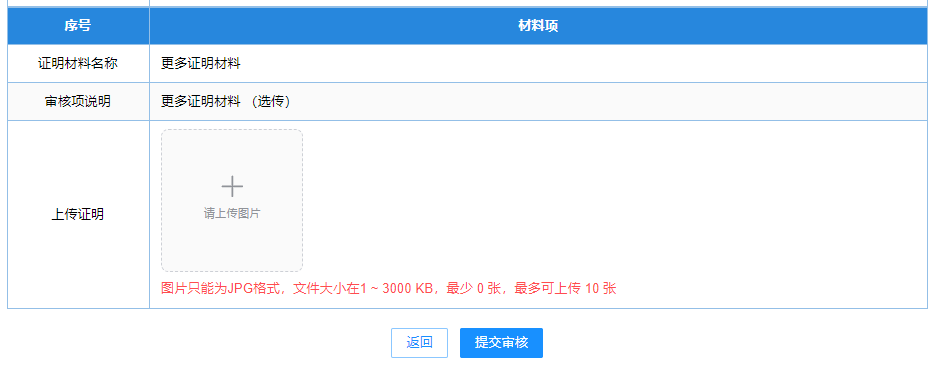 序号 材料项
证明材料名称 更多证明材料
审核项说明 更多证明材料 （选传）
请上传图片
上传证明
图片只能为JPG格式，文件大小在1 ~ 3000 KB，最少 0 张，最多可上传 10 张
返回 提交审核